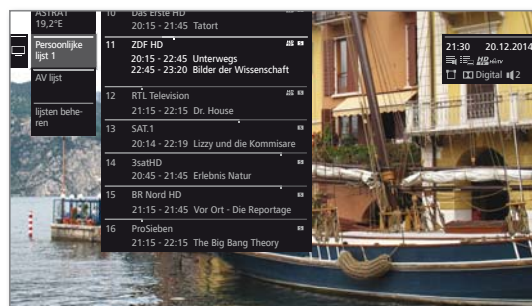 ASTRA1
19,2°E
Persoonlijke
lijst 1
AV lijst
lijsten behe-
ren
10 Das Erste HD
20:15 - 21:45 Tatort
11 ZDF HD
20:15 - 22:45 Unterwegs
22:45 - 23:20 Bilder der Wissenschaft
12 RTL Television
21:15 - 22:15 Dr. House
13 SAT.1
20:14 - 22:19 Lizzy und die Kommisare
14 3satHD
20:45 - 21:45 Erlebnis Natur
15 BR Nord HD
21:15 - 21:45 Vor Ort - Die Reportage
16 ProSieben
21:15 - 22:15 The Big Bang Theory
21:30 20.12.2014
HD
Digital 2